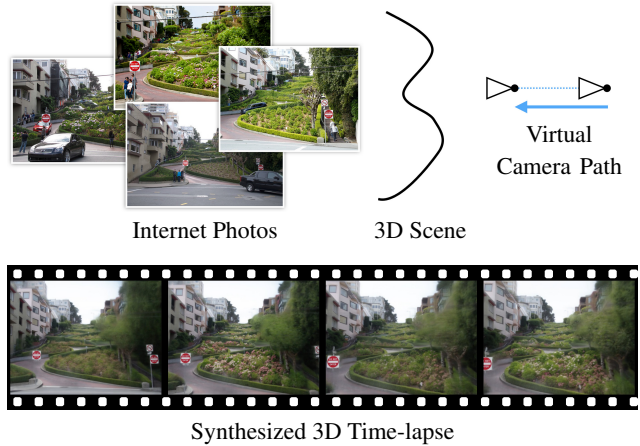 Virtual
Camera Path
Internet Photos
3D Scene
Synthesized 3D Time-lapse